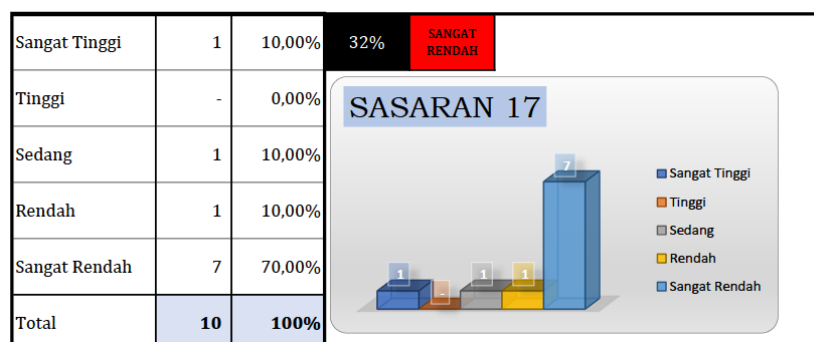 Sangat Tinggi 1 10,00% 32% SANGAT
RENDAH
Tinggi - 0,00%
Sedang 1 10,00%
Rendah 1 10,00%
Sangat Rendah 7 70,00%
Total 10 100%
SASARAN 17
7
1
-
1
1
Sangat Tinggi
Tinggi
Sedang
Rendah
Sangat Rendah